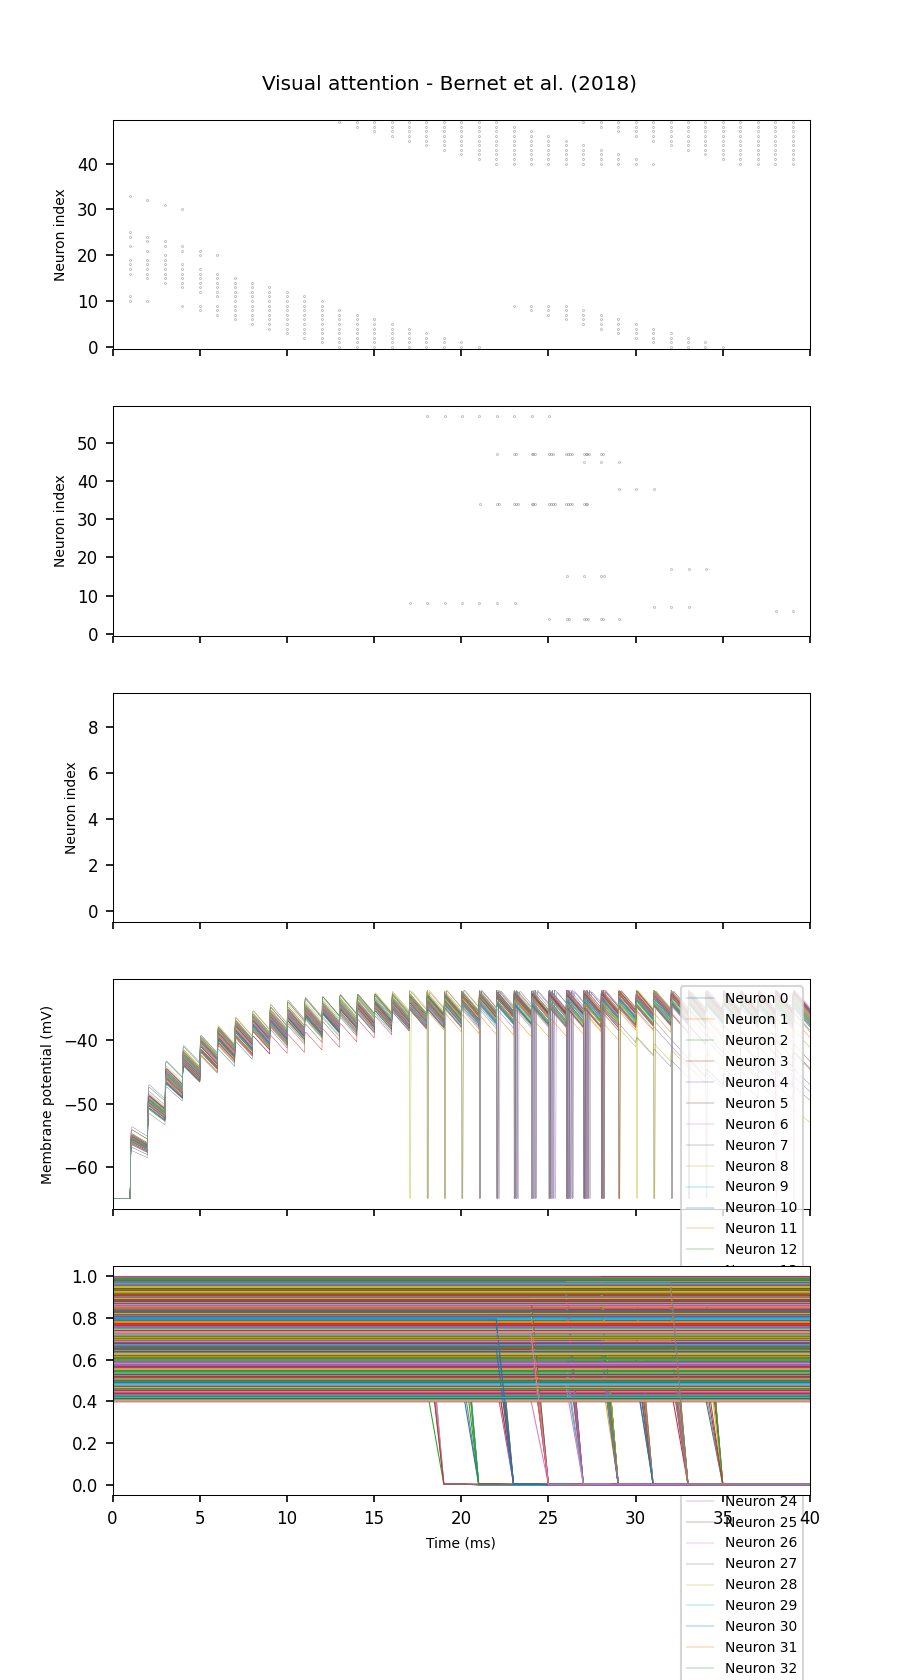 Visual attention - Bernet et al. (2018)
40
30
20
10
0
Neuron index
50
40
30
20
10
0
Neuron index
8
6
4
2
0
Neuron index
−40
−50
−60
Membrane potential (mV)
Neuron 0
Neuron 1
Neuron 2
Neuron 3
Neuron 4
Neuron 5
Neuron 6
Neuron 7
Neuron 8
Neuron 9
Neuron 10
Neuron 11
Neuron 12
1.0
0.8
0.6
0.4
0.2
0.0
0 5 10 15 20 25 30 35 40
Time (ms)
Neuron 24
Neuron 25
Neuron 26
Neuron 27
Neuron 28
Neuron 29
Neuron 30
Neuron 31
Neuron 32